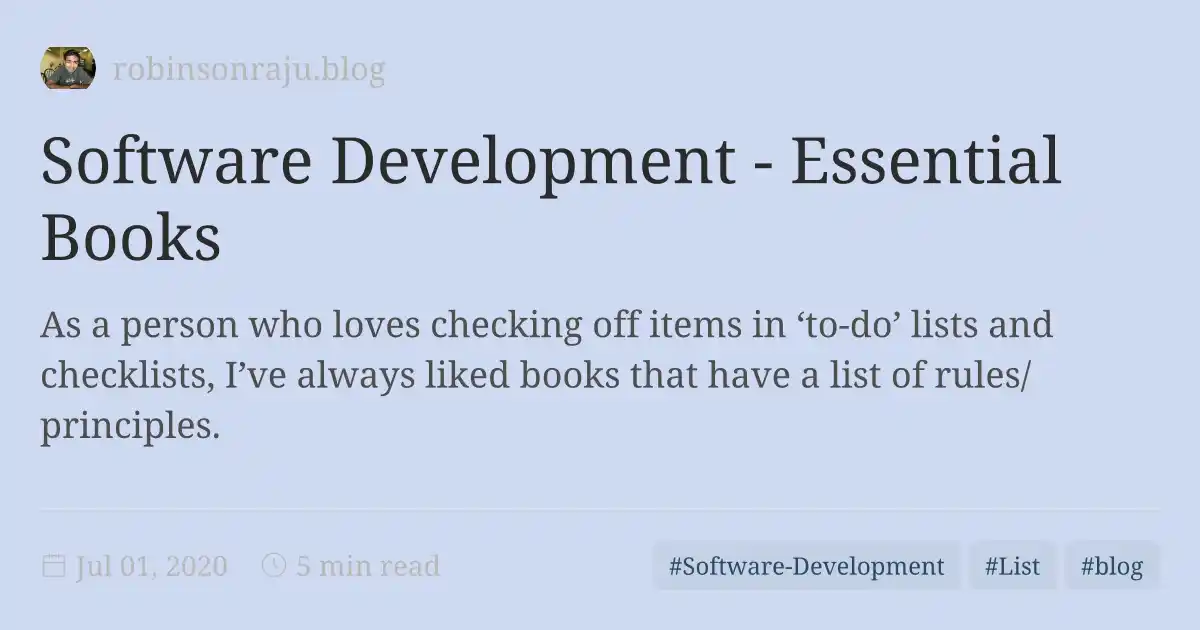 robinsonraju.blog
Software Development - Essential
Books
As a person who loves checking off items in ‘to-do’ lists and
checklists, I’ve always liked books that have a list of rules/
principles.
Jul 01, 2020 5 min read #Software-Development #List #blog